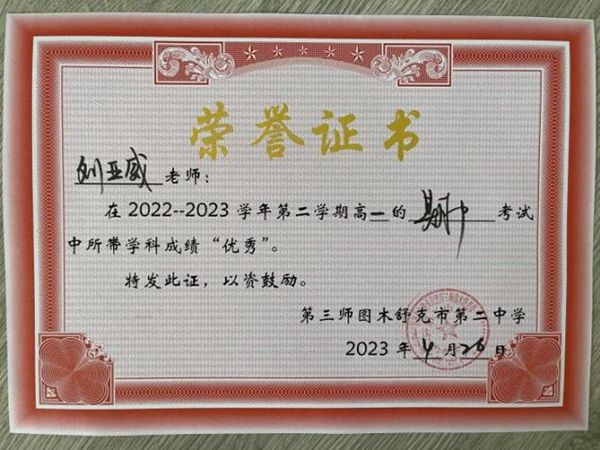 荣誉证书
刘亚威老师：
在2022--2023学年第二学期高一的期中考试
中所带学科成绩“优秀”。
特发此证，以资鼓励。
第三师图木舒克市第二中学
2023年4月26日